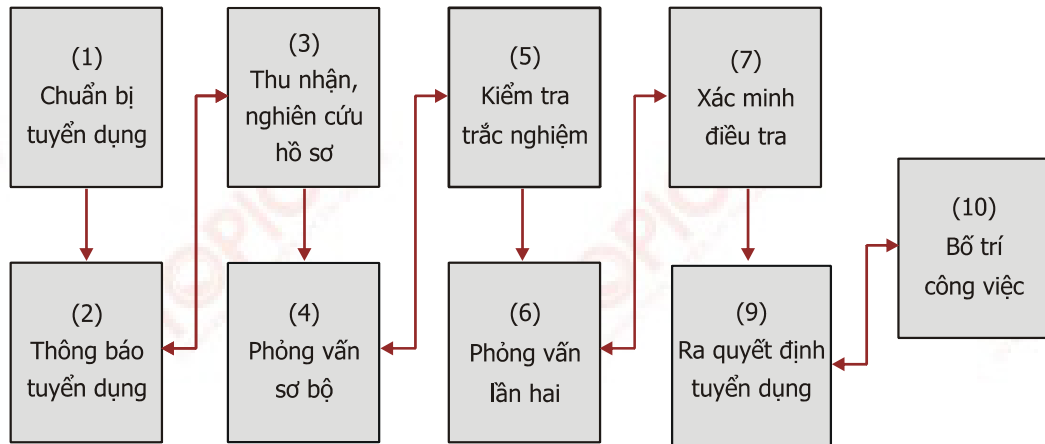 (1)
Chuẩn bị
tuyển dụng
(2)
Thông báo
tuyển dụng
(3)
Thu nhận,
nghiên cứu
hồ sơ
(4)
Phỏng vấn
sơ bộ
(5)
Kiểm tra
trắc nghiệm
(6)
Phỏng vấn
lần hai
(7)
Xác minh
điều tra
(9)
Ra quyết định
tuyển dụng
(10)
Bố trí
công việc